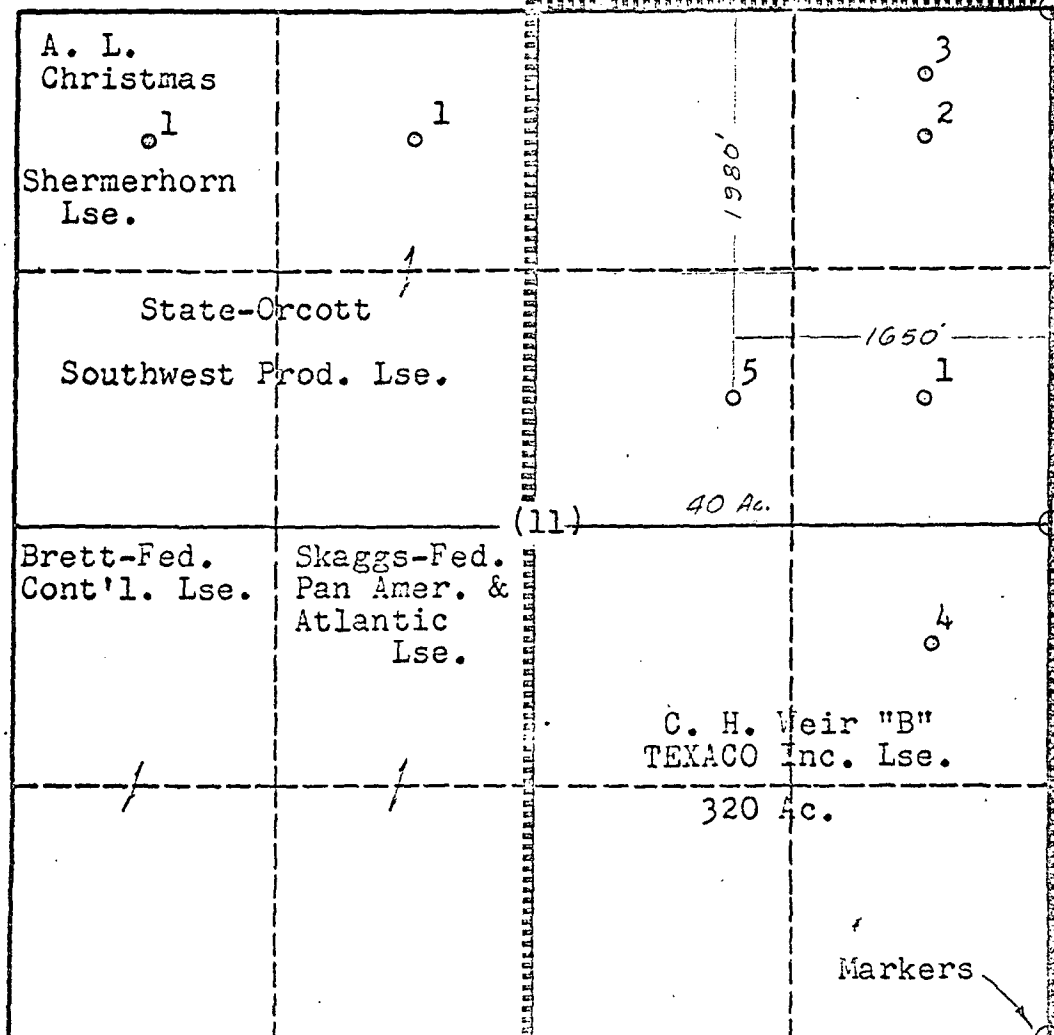 A. L.
Christmas
1
Shermerhorn
Lse.
1
3
2
1980'
State-Orcott
Southwest Prod. Lse.
1650'
5
1
40 Ac.
(11)
Brett-Fed.
Cont'l. Lse.
Skaggs-Fed.
Pan Amer. &
Atlantic
Lse.
4
C. H. Weir "B"
TEXACO Inc. Lse.
320 Ac.
Markers